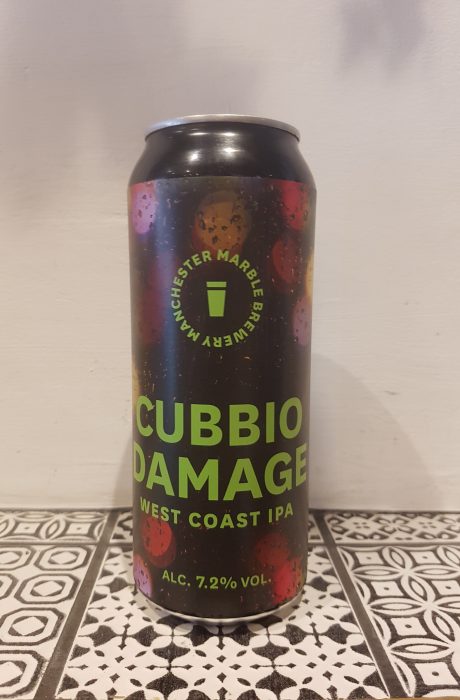 MANCHESTER MARBLE BREWERY
CUBBIO
DAMAGE
WEST COAST IPA
ALC. 7.2% VOL.